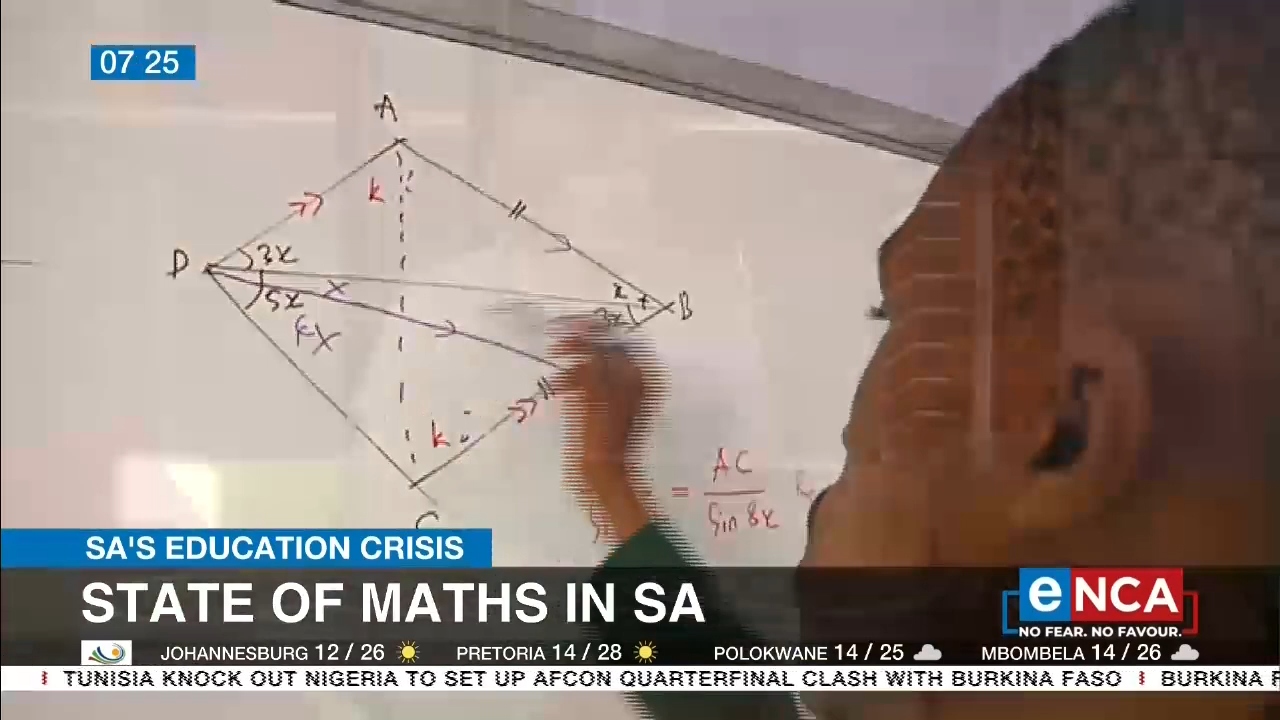 07 25
A
k
D
3x
x
5x
x
B
3x
4x
k
AC
= Sin 8x
C
SA'S EDUCATION CRISIS
STATE OF MATHS IN SA
eNCA
NO FEAR. NO FAVOUR.
JOHANNESBURG 12 / 26 PRETORIA 14 / 28 POLOKWANE 14 / 25 MBOMBELA 14 / 26
TUNISIA KNOCK OUT NIGERIA TO SET UP AFCON QUARTERFINAL CLASH WITH BURKINA FASO BURKINA F